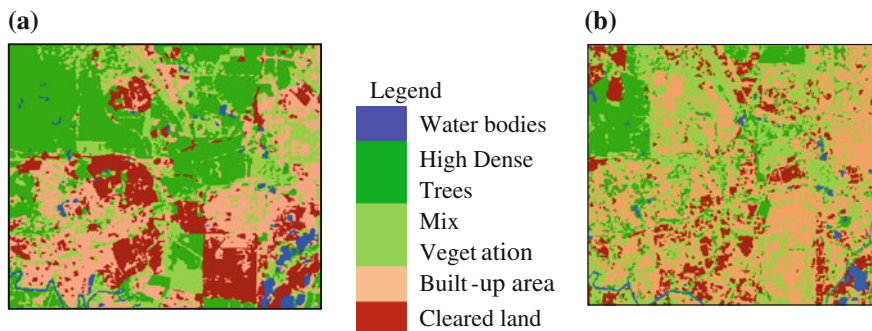 (a)
(b)
Legend
Water bodies
High Dense
Trees
Mix
Veget ation
Built-up area
Cleared land